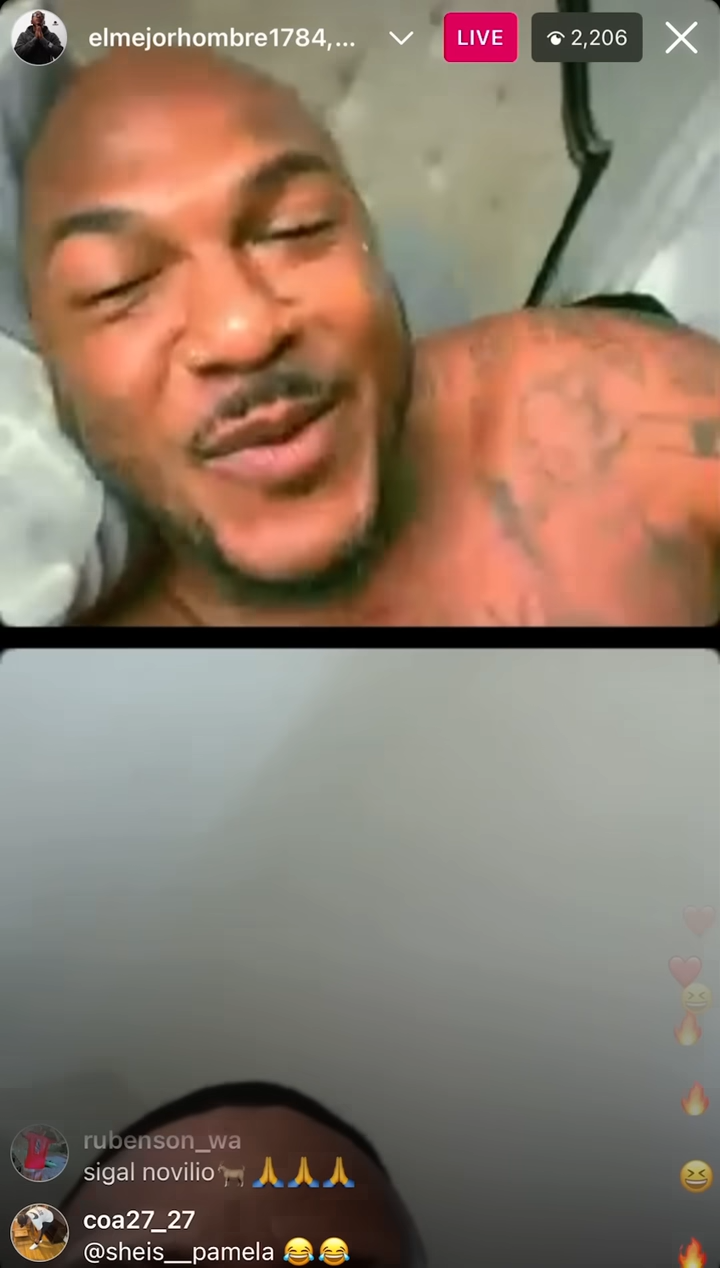 elmejorhombre1784,...
LIVE
2,206
rubenson_wa
sigal novilio🐐🙏🙏🙏
coa27_27
@sheis__pamela 😂😂